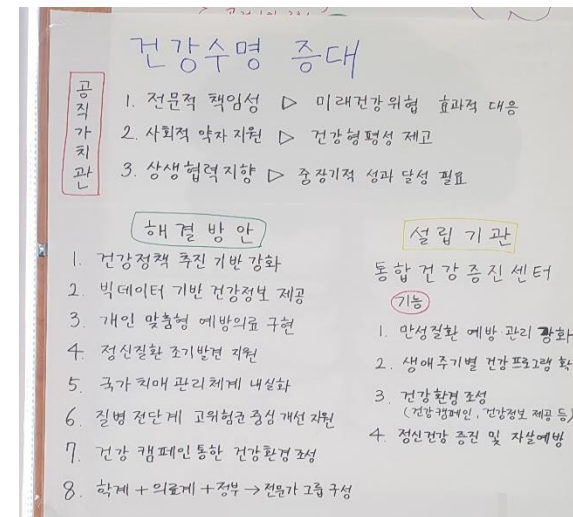 건강수명 증대
공직가치관
1. 전문적 책임성 ▷ 미래건강위협 효과적 대응
2. 사회적 약자 지원 ▷ 건강형평성 제고
3. 상생협력지향 ▷ 중장기적 성과 달성 필요
해결방안
1. 건강정책 추진 기반 강화
2. 빅데이터 기반 건강정보 제공
3. 개인 맞춤형 예방의료 구현
4. 정신질환 조기발견 지원
5. 국가치매관리체계 내실화
6. 질병 전단계 고위험군 중심 개선 지원
7. 건강 캠페인 통한 건강환경 조성
8. 학계 + 의료계 + 정부 → 전문가 그룹 구성
설립기관
통합건강증진센터
기능
1. 만성질환 예방·관리 강화
2. 생애주기별 건강프로그램 확
3. 건강환경 조성
(건강캠페인, 건강정보 제공 등)
4. 정신건강 증진 및 자살예방